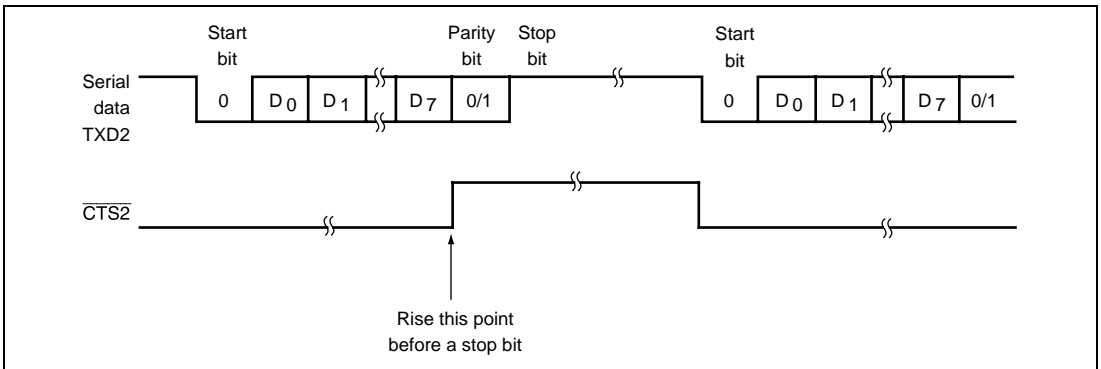 Start bit
Parity bit
Stop bit
Start bit
Serial data TXD2
0
D0
D1
D7
0/1
0
D0
D1
D7
0/1
CTS2
Rise this point
before a stop bit